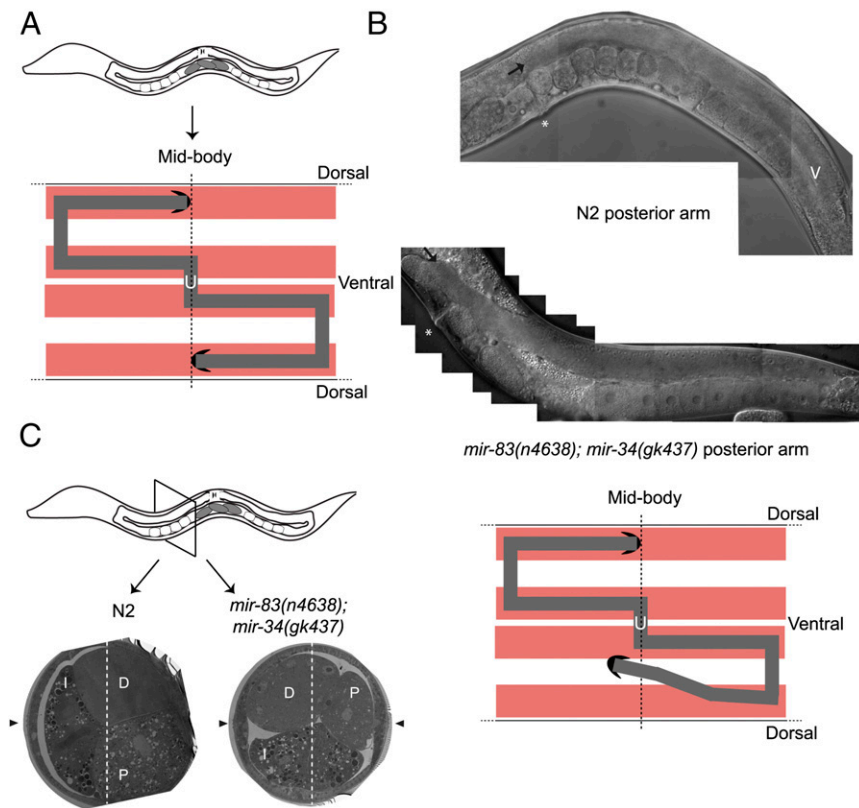 A
Mid-body
Dorsal
Ventral
Dorsal
B
*
V
N2 posterior arm
*
mir-83(n4638); mir-34(gk437) posterior arm
Mid-body
Dorsal
Ventral
Dorsal
C
N2
mir-83(n4638);
mir-34(gk437)
I
D
P
D
P
I